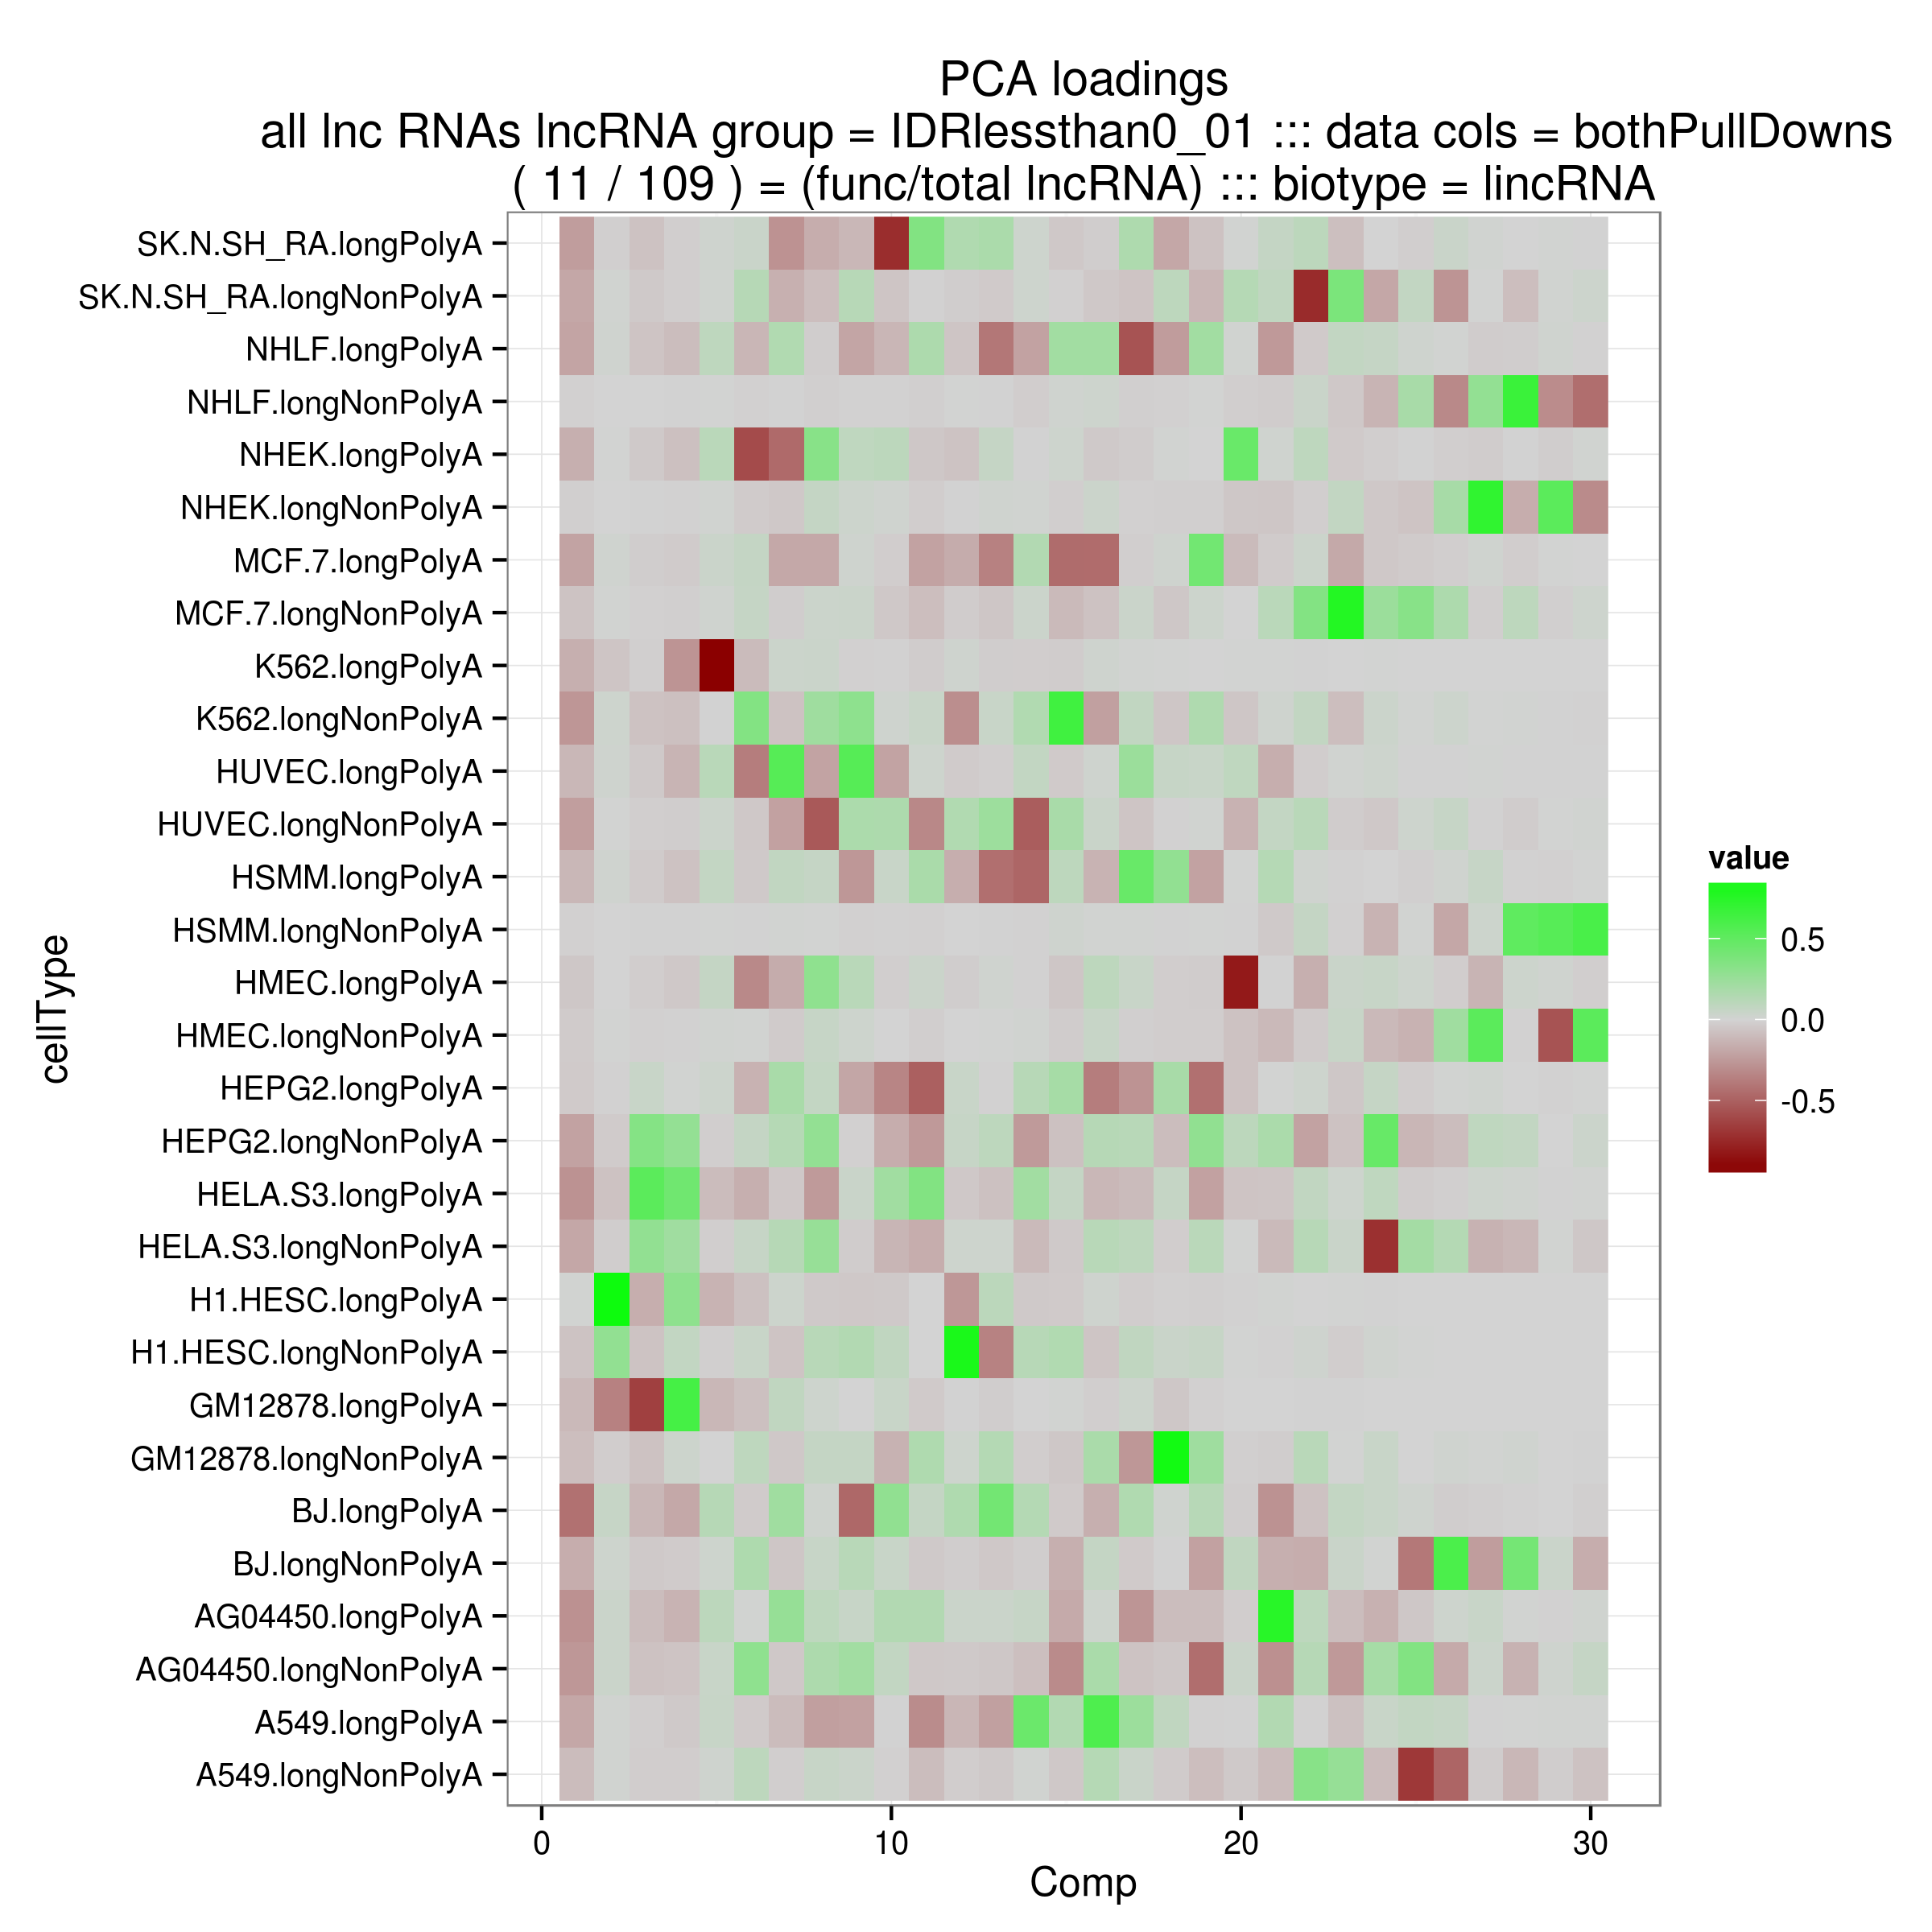 PCA loadings
all lnc RNAs lncRNA group = IDRlessthan0_01 ::: data cols = bothPullDowns
( 11 / 109 ) = (func/total lncRNA) ::: biotype = lincRNA
SK.N.SH_RA.longPolyA
SK.N.SH_RA.longNonPolyA
NHLF.longPolyA
NHLF.longNonPolyA
NHEK.longPolyA
NHEK.longNonPolyA
MCF.7.longPolyA
MCF.7.longNonPolyA
K562.longPolyA
K562.longNonPolyA
HUVEC.longPolyA
HUVEC.longNonPolyA
HSMM.longPolyA
HSMM.longNonPolyA
HMEC.longPolyA
HMEC.longNonPolyA
HEPG2.longPolyA
HEPG2.longNonPolyA
HELA.S3.longPolyA
HELA.S3.longNonPolyA
H1.HESC.longPolyA
H1.HESC.longNonPolyA
GM12878.longPolyA
GM12878.longNonPolyA
BJ.longPolyA
BJ.longNonPolyA
AG04450.longPolyA
AG04450.longNonPolyA
A549.longPolyA
A549.longNonPolyA
cellType
0 10 20 30
Comp
value
0.5
0.0
-0.5